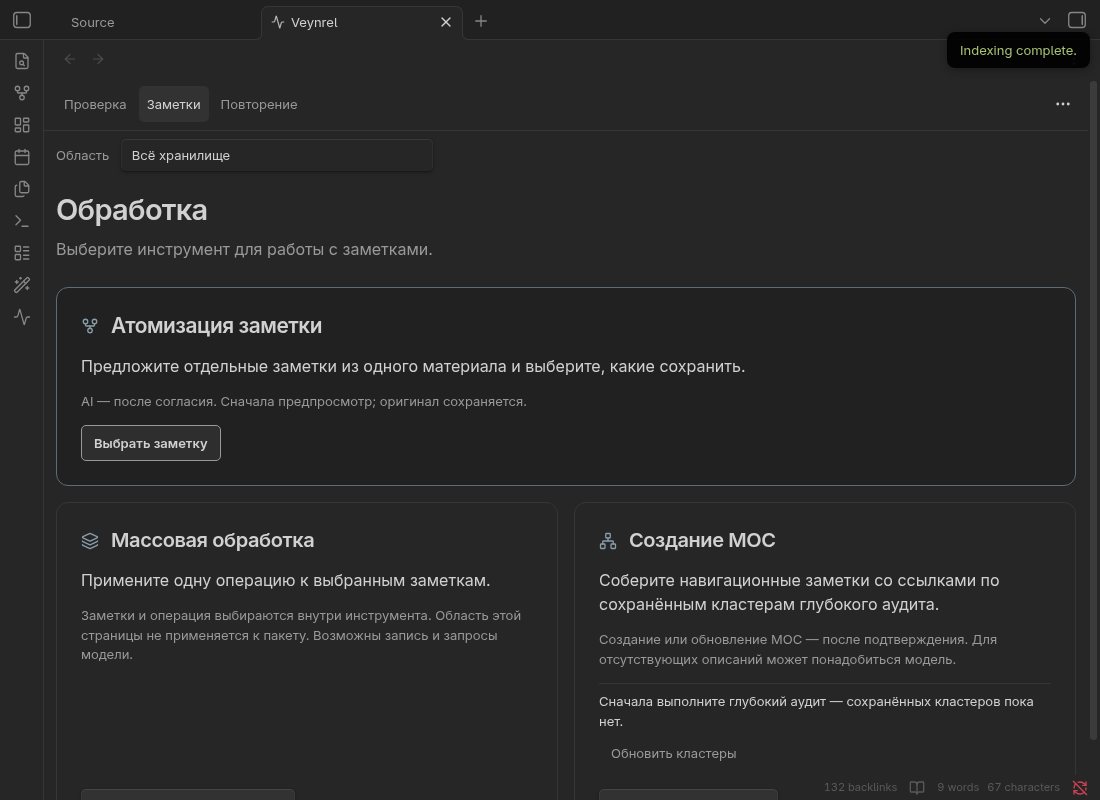 Source
Veynrel
Indexing complete.
Проверка
Заметки
Повторение
Область
Всё хранилище
Обработка
Выберите инструмент для работы с заметками.
Атомизация заметки
Предложите отдельные заметки из одного материала и выберите, какие сохранить.
AI — после согласия. Сначала предпросмотр; оригинал сохраняется.
Выбрать заметку
Массовая обработка
Примените одну операцию к выбранным заметкам.
Заметки и операция выбираются внутри инструмента. Область этой
страницы не применяется к пакету. Возможны запись и запросы
модели.
Создание MOC
Соберите навигационные заметки со ссылками по
сохранённым кластерам глубокого аудита.
Создание или обновление MOC — после подтверждения. Для
отсутствующих описаний может понадобиться модель.
Сначала выполните глубокий аудит — сохранённых кластеров пока
нет.
Обновить кластеры
132 backlinks
9 words
67 characters